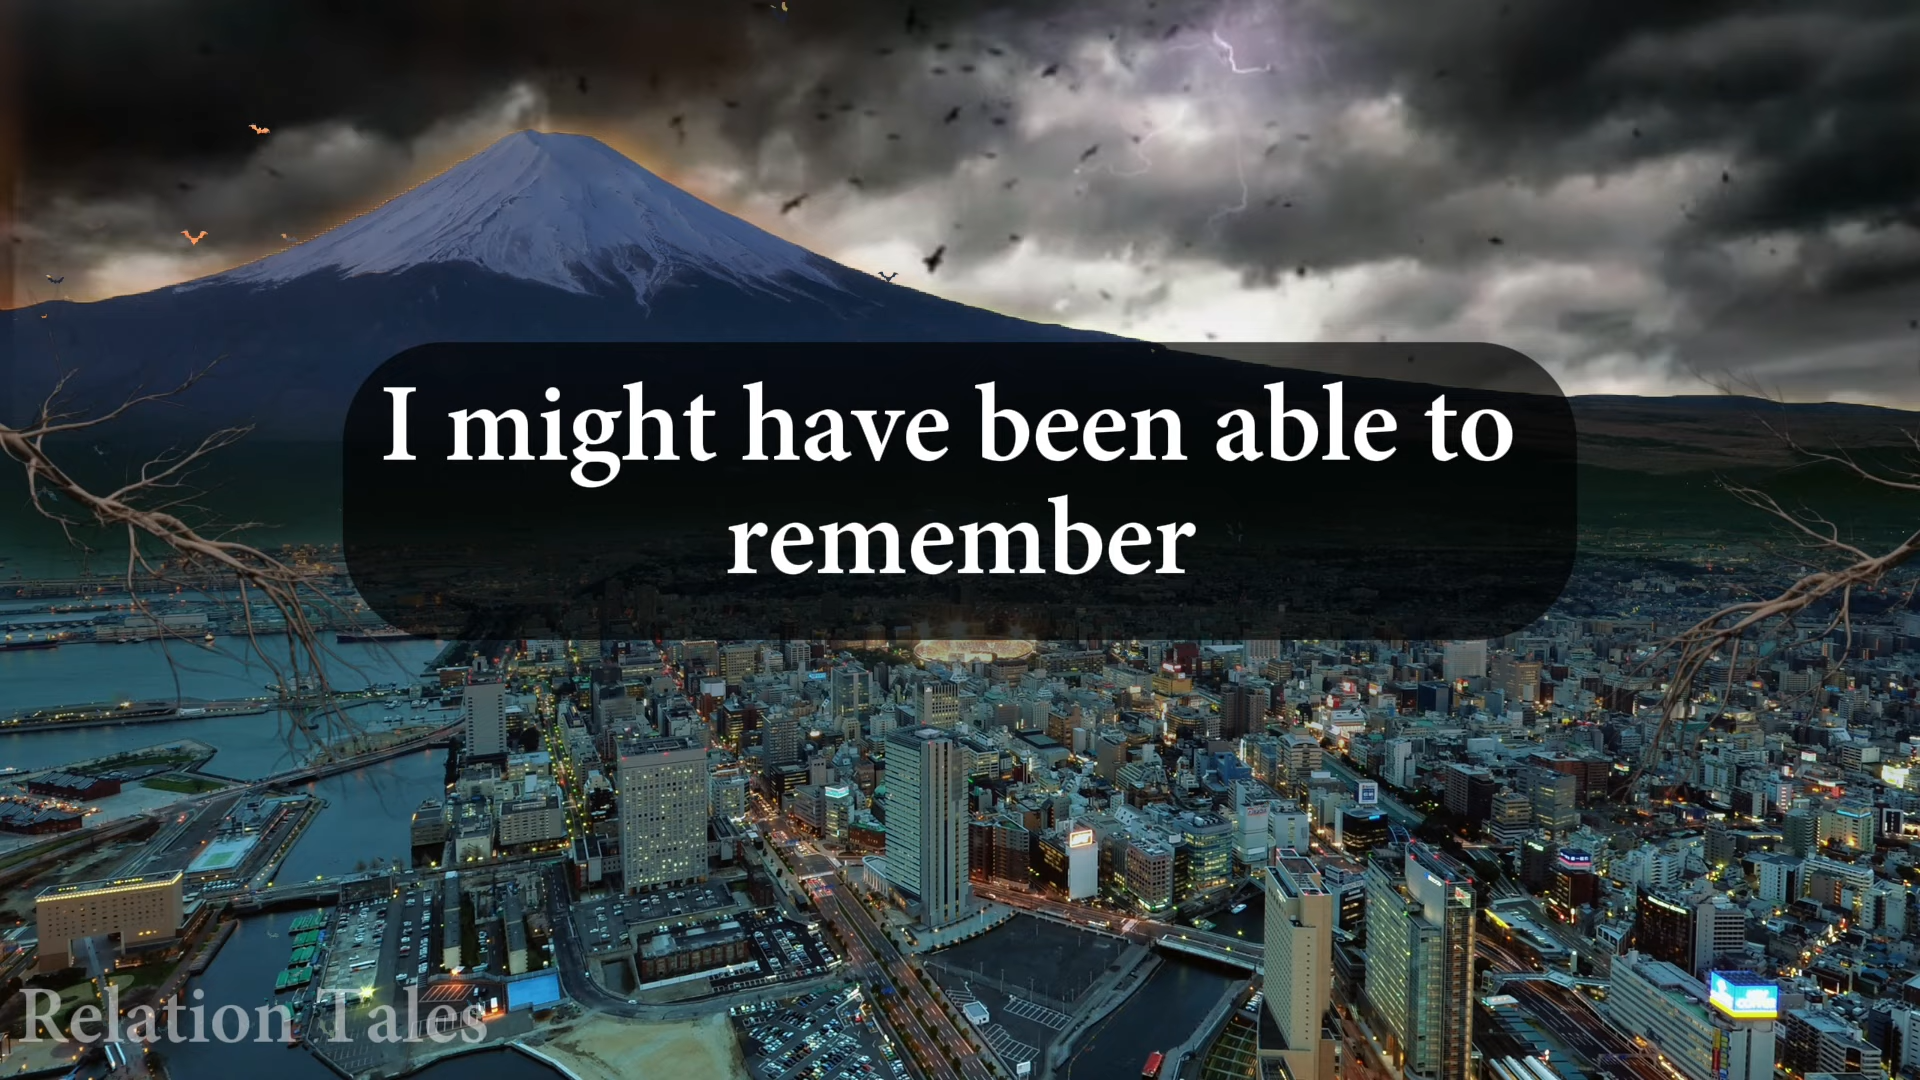 I might have been able to
remember
Relation Tales